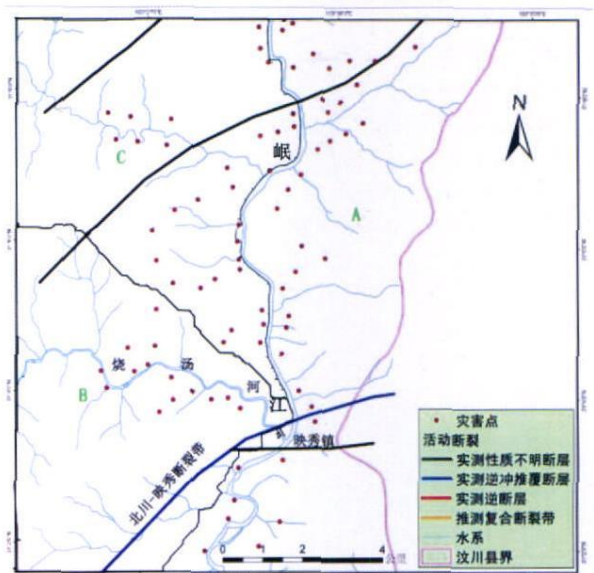 N
岷
C
A
烧 汤 河
B
江
映秀镇
北川-映秀断裂带
灾害点
活动断裂
实测性质不明断层
实测逆冲推覆断层
实测逆断层
推测复合断裂带
水系
汶川县界
0 1 2 4
公里